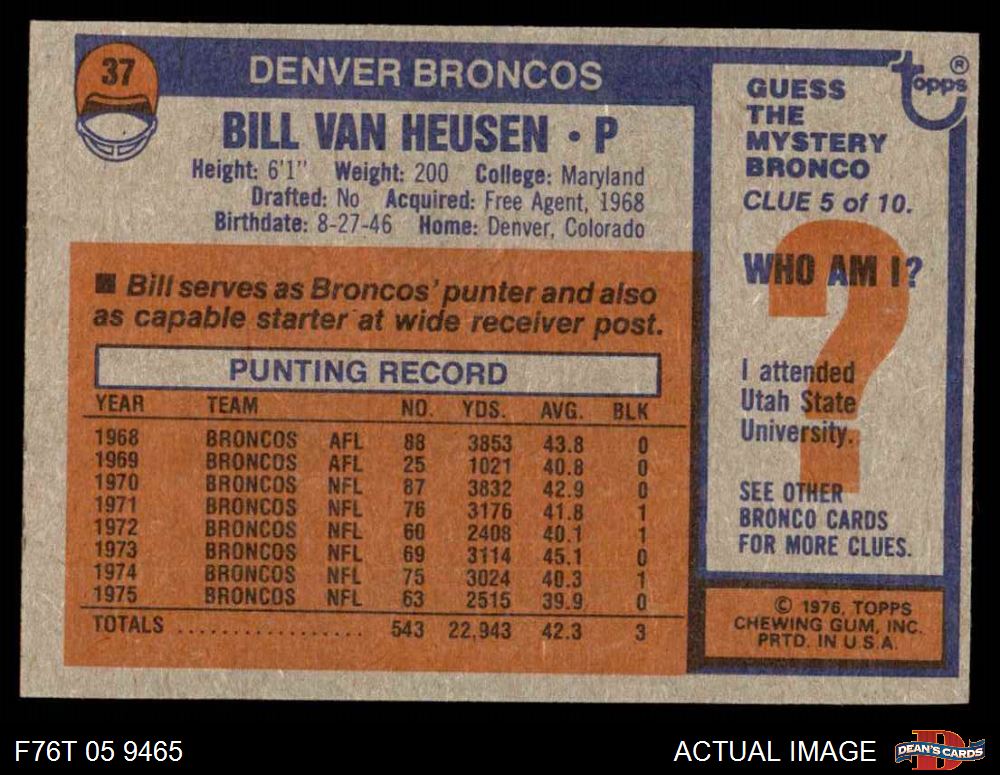 37
DENVER BRONCOS
BILL VAN HEUSEN • P
Height: 6'1" Weight: 200 College: Maryland
Drafted: No Acquired: Free Agent, 1968
Birthdate: 8-27-46 Home: Denver, Colorado
■ Bill serves as Broncos' punter and also
as capable starter at wide receiver post.
PUNTING RECORD
YEAR TEAM NO. YDS. AVG. BLK
1968 BRONCOS AFL 88 3853 43.8 0
1969 BRONCOS AFL 25 1021 40.8 0
1970 BRONCOS NFL 87 3832 42.9 0
1971 BRONCOS NFL 76 3176 41.8 1
1972 BRONCOS NFL 60 2408 40.1 1
1973 BRONCOS NFL 69 3114 45.1 0
1974 BRONCOS NFL 75 3024 40.3 1
1975 BRONCOS NFL 63 2515 39.9 0
TOTALS .................. 543 22,943 42.3 3
topps ®
GUESS
THE
MYSTERY
BRONCO
CLUE 5 of 10.
WHO AM I?
?
I attended
Utah State
University.
SEE OTHER
BRONCO CARDS
FOR MORE CLUES.
© 1976, TOPPS
CHEWING GUM, INC.
PRTD. IN U.S.A.
F76T 05 9465
ACTUAL IMAGE
D
DEAN'S CARDS